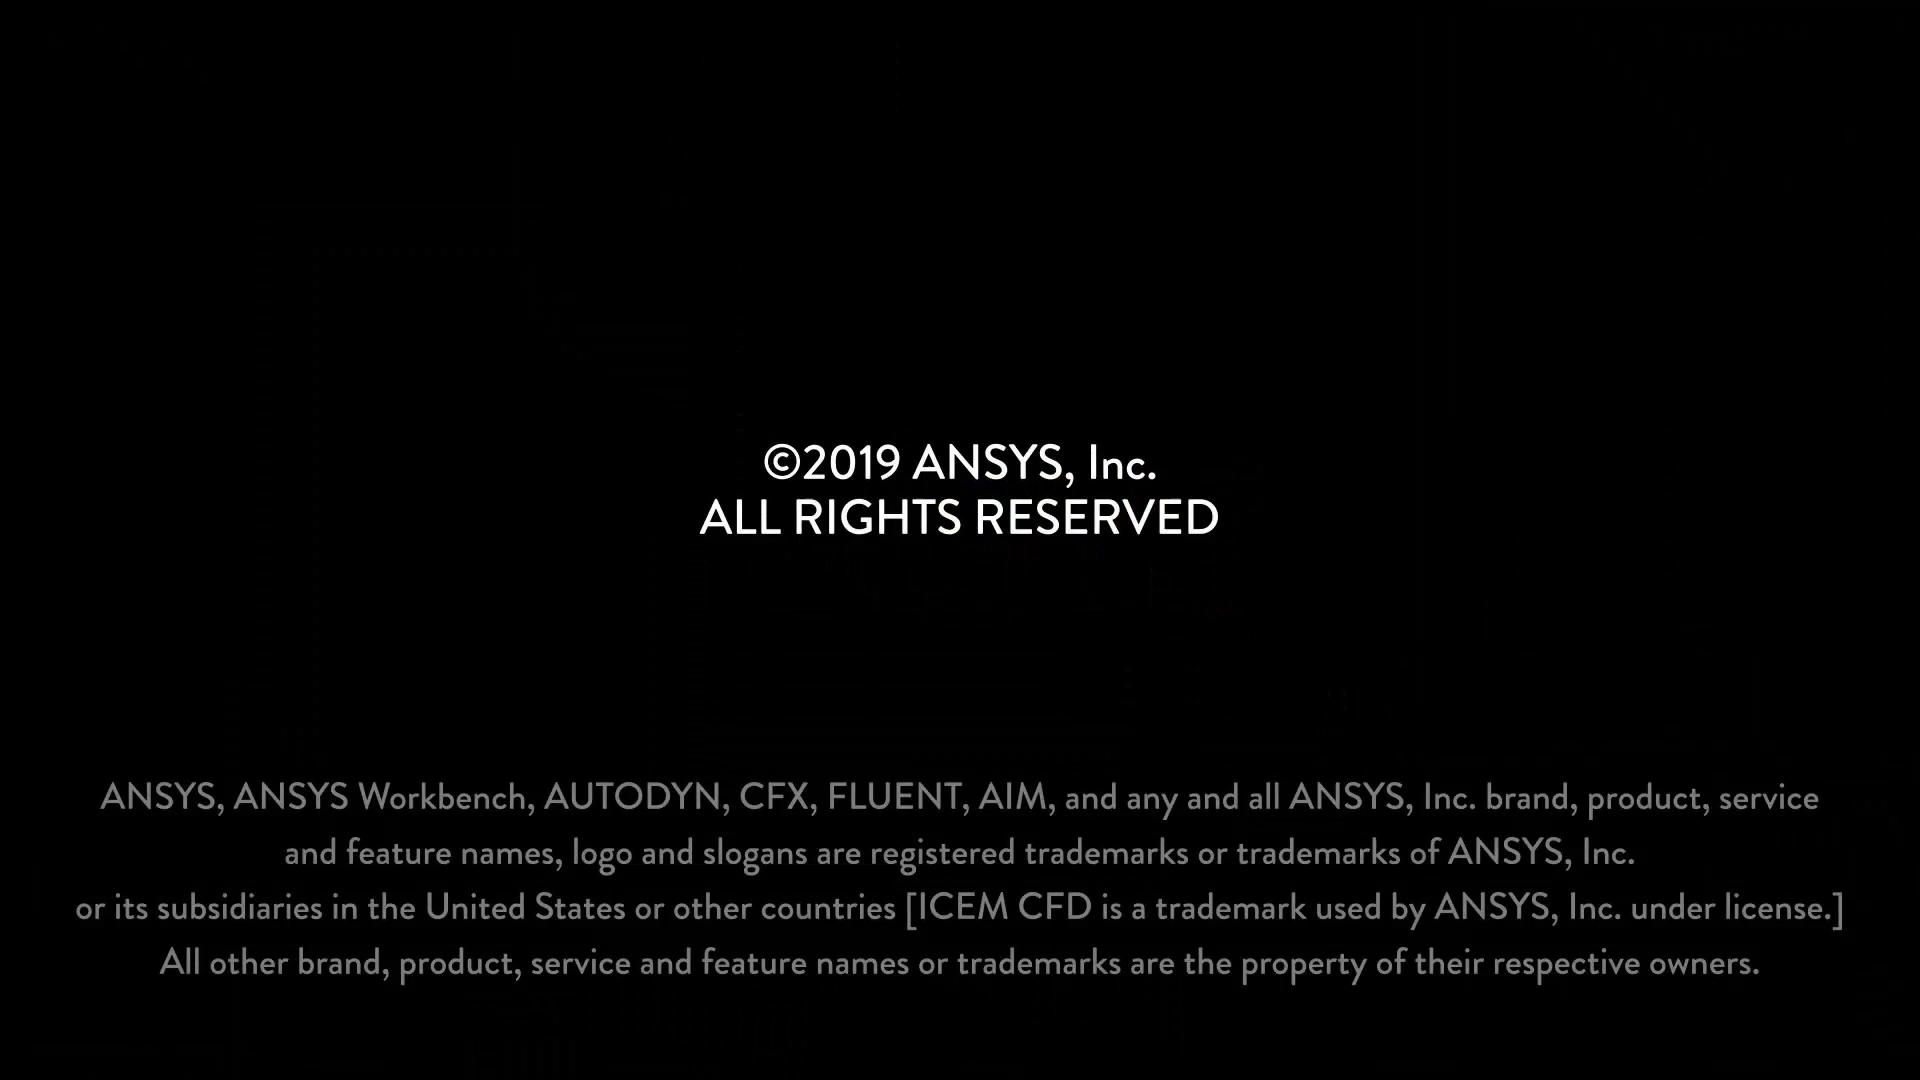 ©2019 ANSYS, Inc.
ALL RIGHTS RESERVED
ANSYS, ANSYS Workbench, AUTODYN, CFX, FLUENT, AIM, and any and all ANSYS, Inc. brand, product, service
and feature names, logo and slogans are registered trademarks or trademarks of ANSYS, Inc.
or its subsidiaries in the United States or other countries [ICEM CFD is a trademark used by ANSYS, Inc. under license.]
All other brand, product, service and feature names or trademarks are the property of their respective owners.